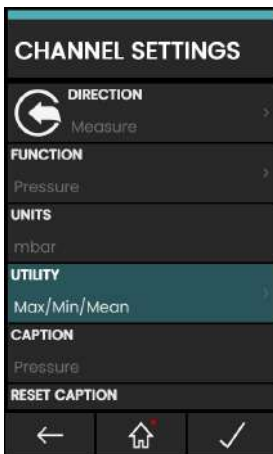 CHANNEL SETTINGS
DIRECTION
Measure
FUNCTION
Pressure
UNITS
mbar
UTILITY
Max/Min/Mean
CAPTION
Pressure
RESET CAPTION